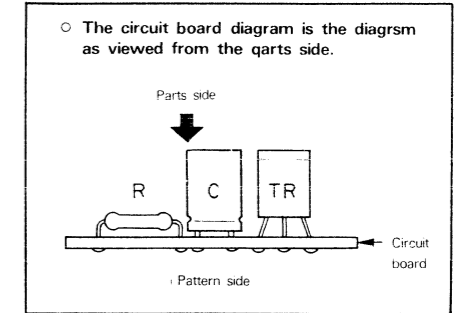 ○ The circuit board diagram is the diagrsm
as viewed from the qarts side.
Parts side
R
C
TR
Circuit
board
Pattern side